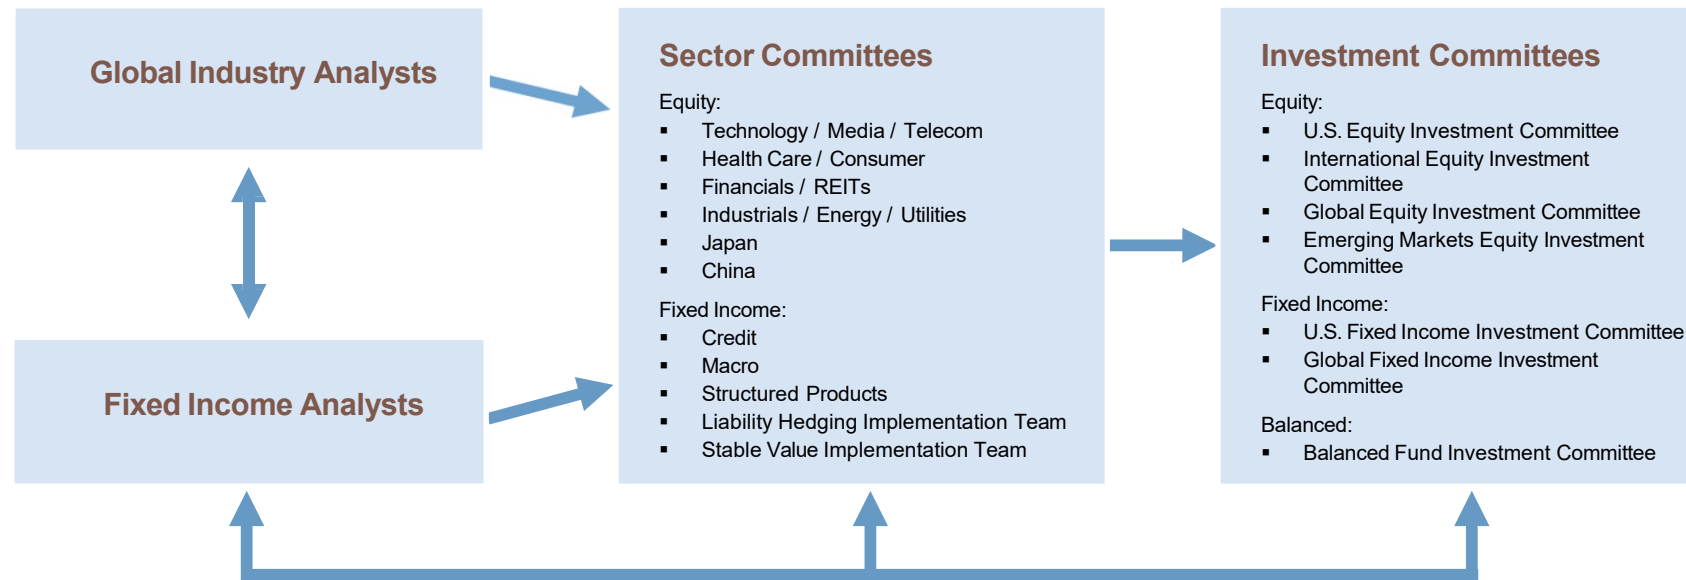 Global Industry Analysts
Fixed Income Analysts
Sector Committees
Equity:
▪ Technology / Media / Telecom
▪ Health Care / Consumer
▪ Financials / REITs
▪ Industrials / Energy / Utilities
▪ Japan
▪ China
Fixed Income:
▪ Credit
▪ Macro
▪ Structured Products
▪ Liability Hedging Implementation Team
▪ Stable Value Implementation Team
Investment Committees
Equity:
▪ U.S. Equity Investment Committee
▪ International Equity Investment
Committee
▪ Global Equity Investment Committee
▪ Emerging Markets Equity Investment
Committee
Fixed Income:
▪ U.S. Fixed Income Investment Committee
▪ Global Fixed Income Investment
Committee
Balanced:
▪ Balanced Fund Investment Committee